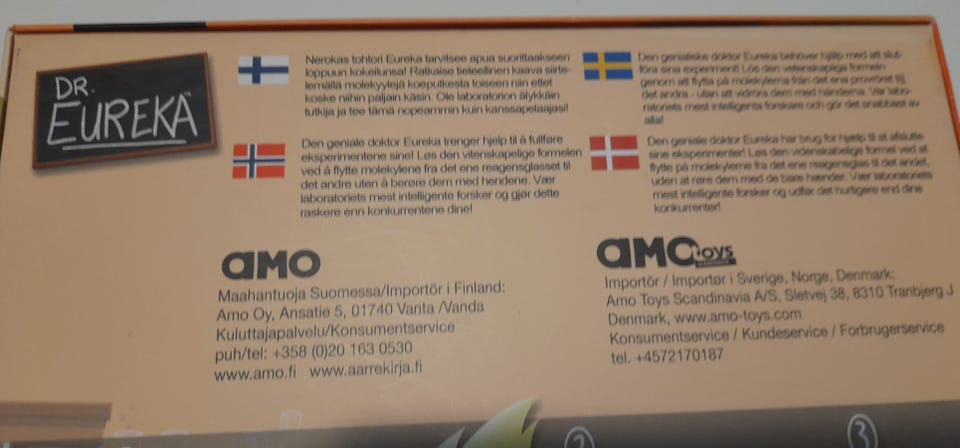 DR.
EUREKA™
Nerokas tohtori Eureka tarvitsee apua suorittaakseen
loppuun kokeilunsa! Ratkaise tieteellinen kaava siirte-
lemällä molekyylejä koeputkesta toiseen niin ettet
koske niihin paljain käsin. Ole laboratorion älykkäin
tutkija ja tee tämä nopeammin kuin kanssapelaajasi!
Den geniale doktor Eureka trenger hjelp til å fullføre
eksperimentene sine! Løs den vitenskapelige formelen
ved å flytte molekylene fra det ene reagensglasset til
det andre uten å berøre dem med hendene. Vær
laboratoriets mest intelligente forsker og gjør dette
raskere enn konkurrentene dine!
Den genialiske doktor Eureka behöver hjälp med att slut-
föra sina experiment! Lös den vetenskapliga formeln
genom att flytta på molekylerna från det ena provröret till
det andra - utan att vidröra dem med händerna. Var labo-
ratoriets mest intelligenta forskare och gör det snabbast av
alla!
Den geniale doktor Eureka har brug for hjælp til at afslutte
sine eksperimenter! Løs den videnskabelige formel ved at
flytte på molekylerne fra det ene reagensglas til det andet,
uden at røre dem med de bare hænder. Vær laboratoriets
mest intelligente forsker og udfør det hurtigere end dine
konkurrenter!
amo
Maahantuoja Suomessa/Importör i Finland:
Amo Oy, Ansatie 5, 01740 Vanta /Vanda
Kuluttajapalvelu/Konsumentservice
puh/tel: +358 (0)20 163 0530
www.amo.fi www.aarrekirja.fi
amo toys
Importör / Importør i Sverige, Norge, Denmark:
Amo Toys Scandinavia A/S, Sletvej 38, 8310 Tranbjerg J
Denmark, www.amo-toys.com
Konsumentservice / Kundeservice / Forbrugerservice
tel. +4572170187
2
3